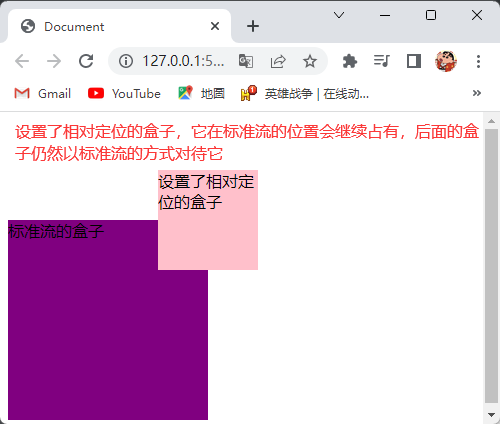 Document
127.0.0.1:5...
Gmail
YouTube
地圖
英雄战争 | 在线动...
设置了相对定位的盒子，它在标准流的位置会继续占有，后面的盒
子仍然以标准流的方式对待它
设置了相对定
位的盒子
标准流的盒子